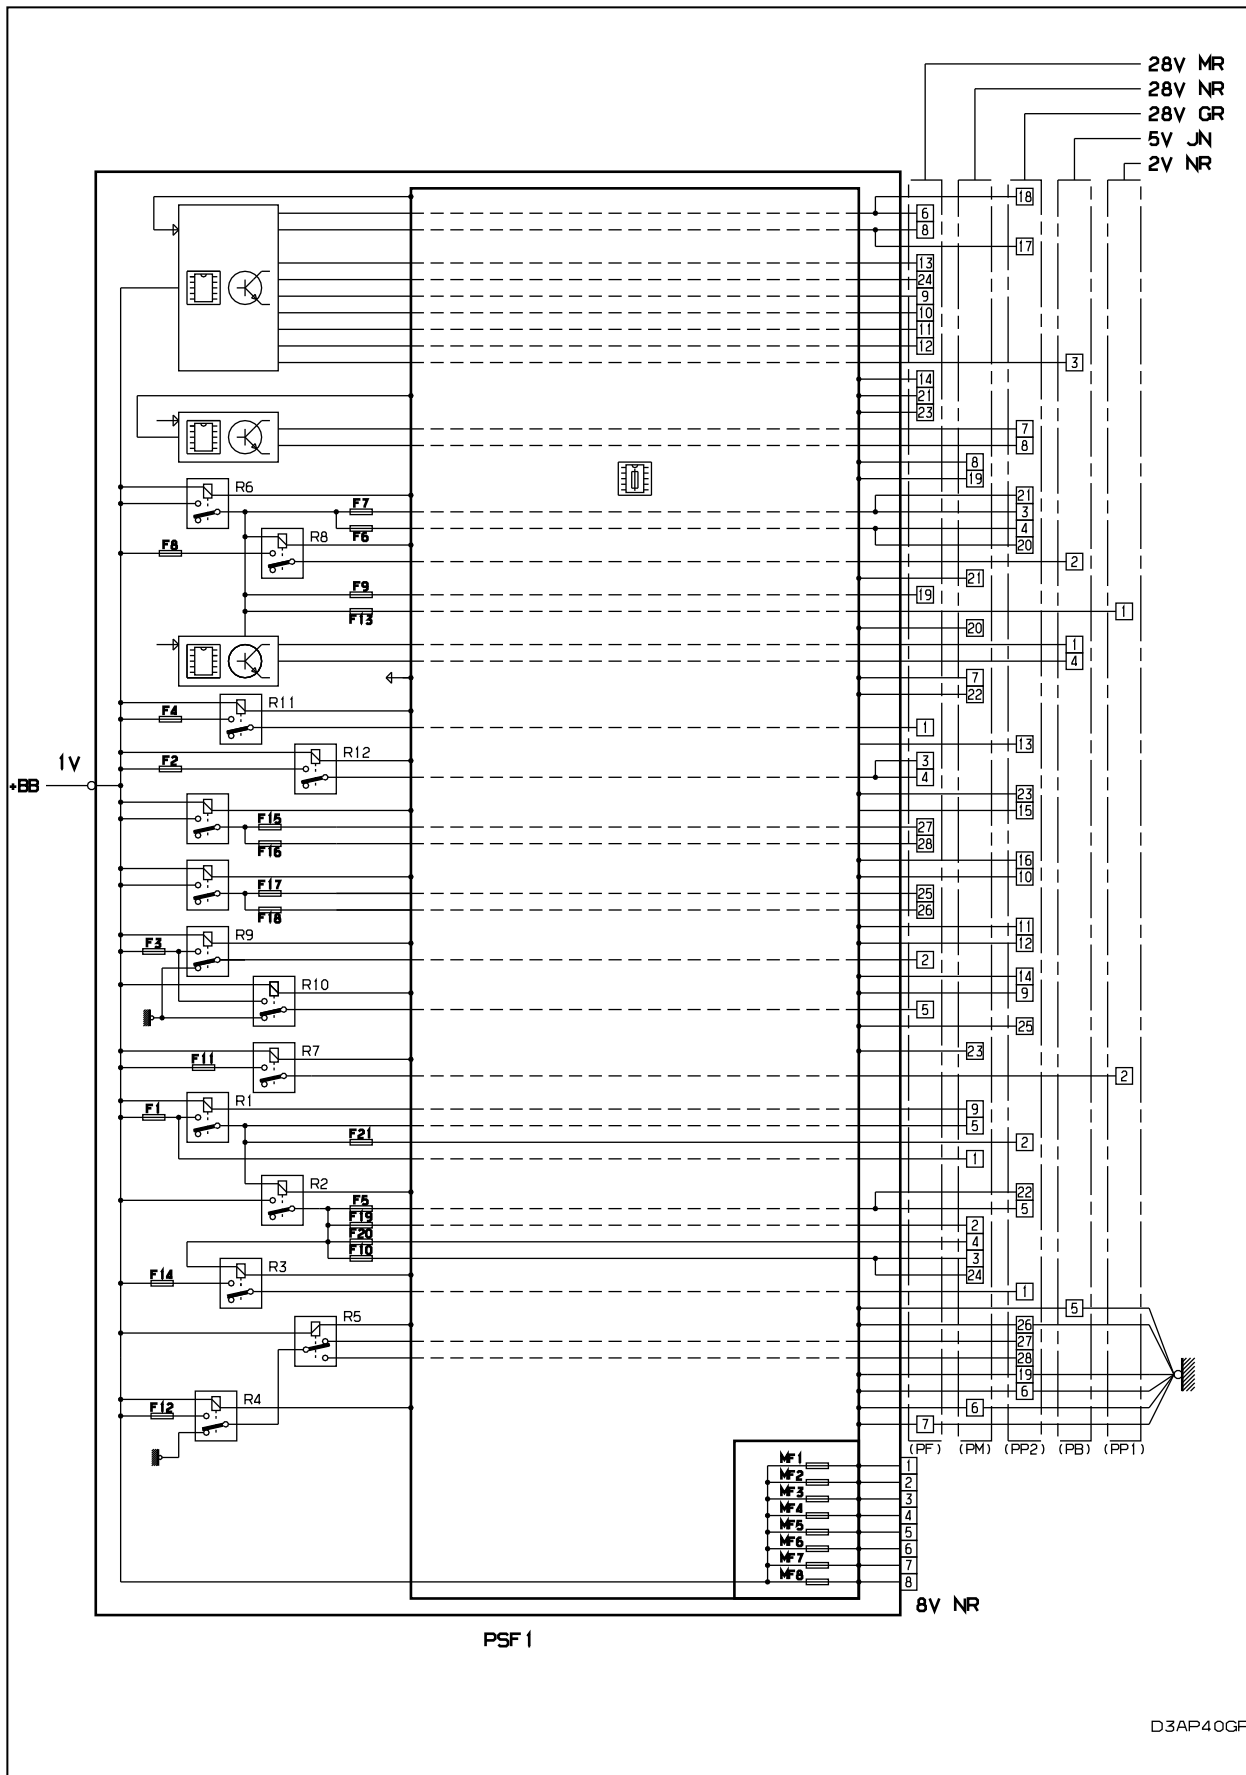 28V MR
28V NR
28V GR
5V JN
2V NR
18
6
8
17
13
24
9
10
11
12
3
14
21
23
7
8
8
19
R6
21
F7
3
F6
4
R8
20
F8
2
21
F9
19
F13
1
20
1
4
7
22
R11
F4
1
13
R12
F2
3
4
1V
+BB
23
15
F15
27
F16
28
16
10
F17
25
F18
26
11
R9
F3
12
2
14
R10
9
5
25
R7
23
F11
2
R1
9
F1
5
F21
2
1
R2
22
F5
5
F19
2
F20
4
F10
3
R3
24
F14
1
5
R5
26
27
28
19
R4
6
F12
6
7
(PF) (PM) (PP2) (PB) (PP1)
MF1 1
MF2 2
MF3 3
MF4 4
MF5 5
MF6 6
MF7 7
MF8 8
8V NR
PSF1
D3AP40GP